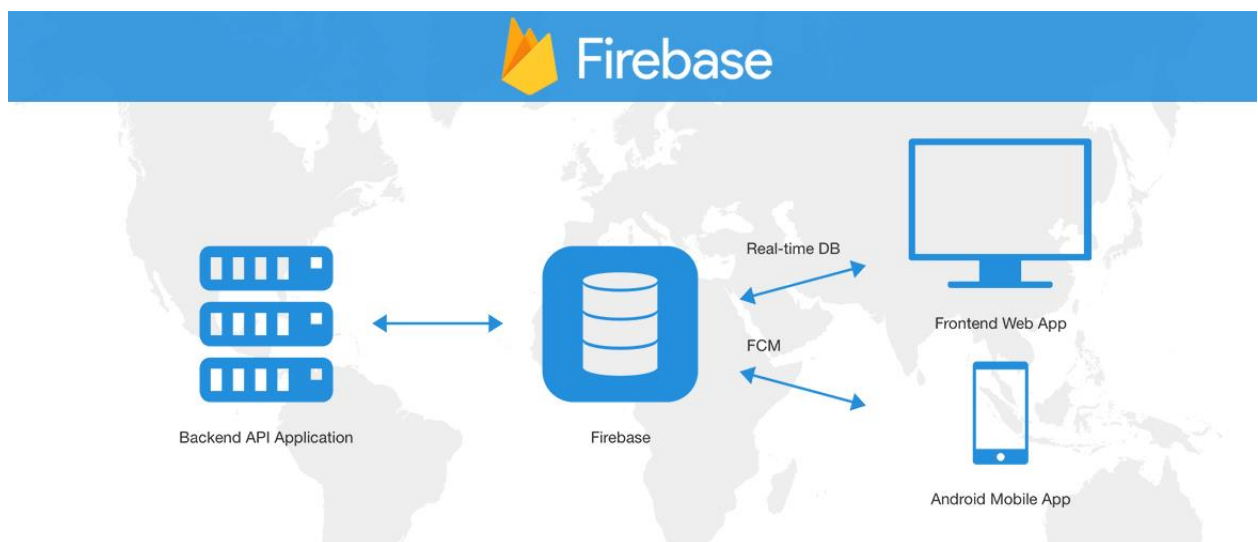 Firebase
Real-time DB
Frontend Web App
FCM
Backend API Application
Firebase
Android Mobile App